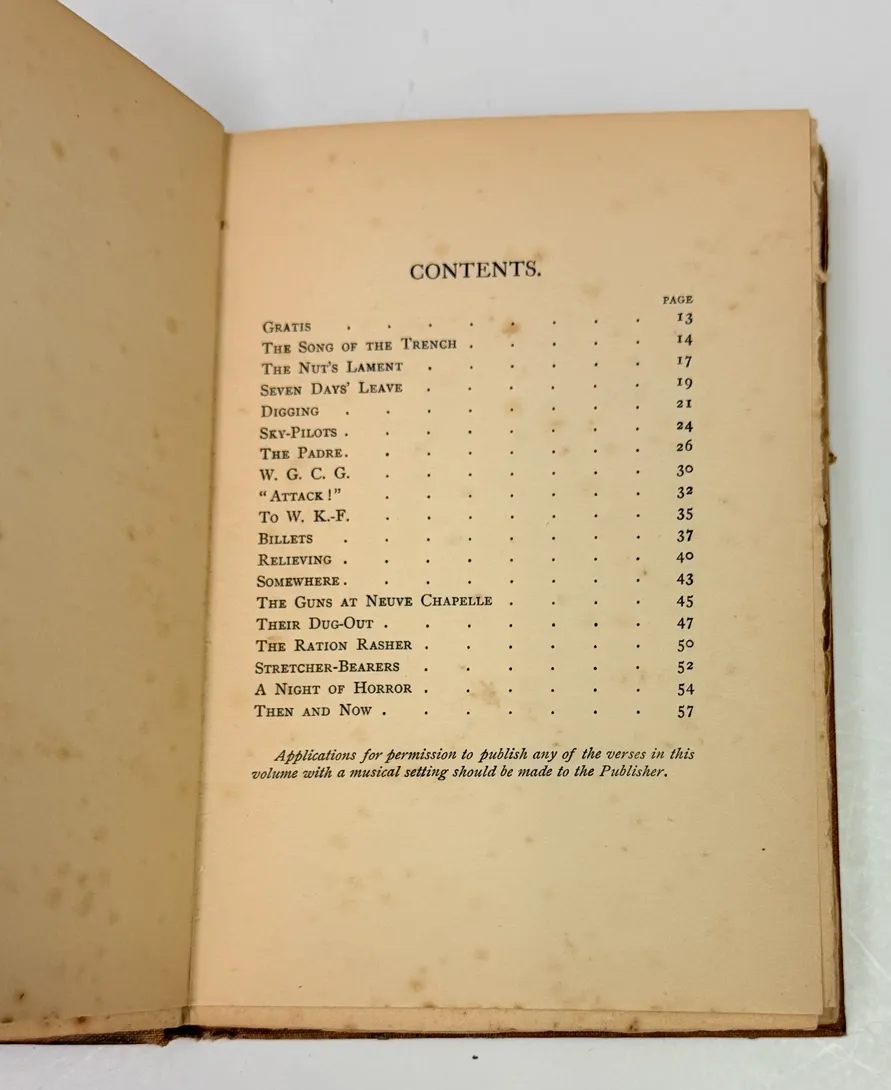 CONTENTS.
PAGE
GRATIS . . . . . . . . 13
THE SONG OF THE TRENCH . . . . . 14
THE NUT'S LAMENT . . . . . . 17
SEVEN DAYS' LEAVE . . . . . . 19
DIGGING . . . . . . . . 21
SKY-PILOTS . . . . . . . . 24
THE PADRE. . . . . . . . 26
W. G. C. G. . . . . . . . 30
"ATTACK!" . . . . . . . 32
TO W. K.-F. . . . . . . . 35
BILLETS . . . . . . . . 37
RELIEVING . . . . . . . . 40
SOMEWHERE . . . . . . . . 43
THE GUNS AT NEUVE CHAPELLE . . . . 45
THEIR DUG-OUT . . . . . . . 47
THE RATION RASHER . . . . . . 50
STRETCHER-BEARERS . . . . . . 52
A NIGHT OF HORROR . . . . . . 54
THEN AND NOW . . . . . . . 57
Applications for permission to publish any of the verses in this
volume with a musical setting should be made to the Publisher.